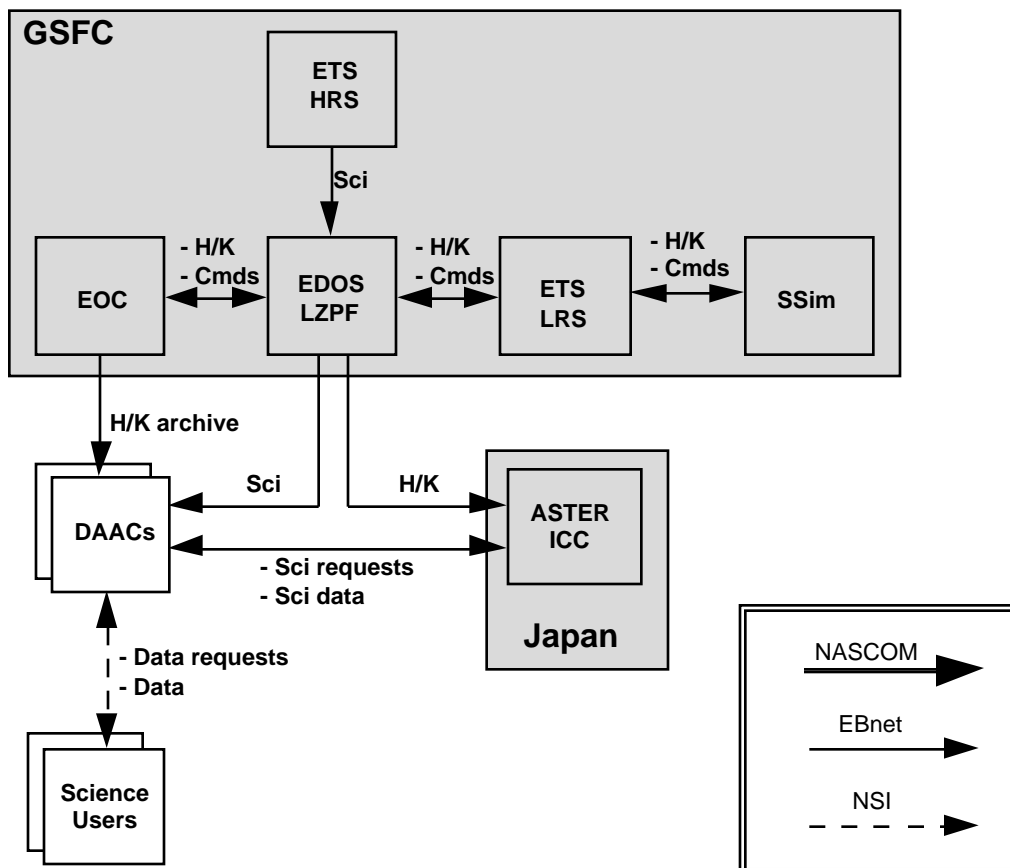 GSFC
ETS
HRS
Sci
- H/K
- Cmds
- H/K
- Cmds
- H/K
- Cmds
EOC
EDOS
LZPF
ETS
LRS
SSim
H/K archive
Sci
H/K
DAACs
ASTER
ICC
- Sci requests
- Sci data
Japan
- Data requests
- Data
Science
Users
NASCOM
EBnet
NSI